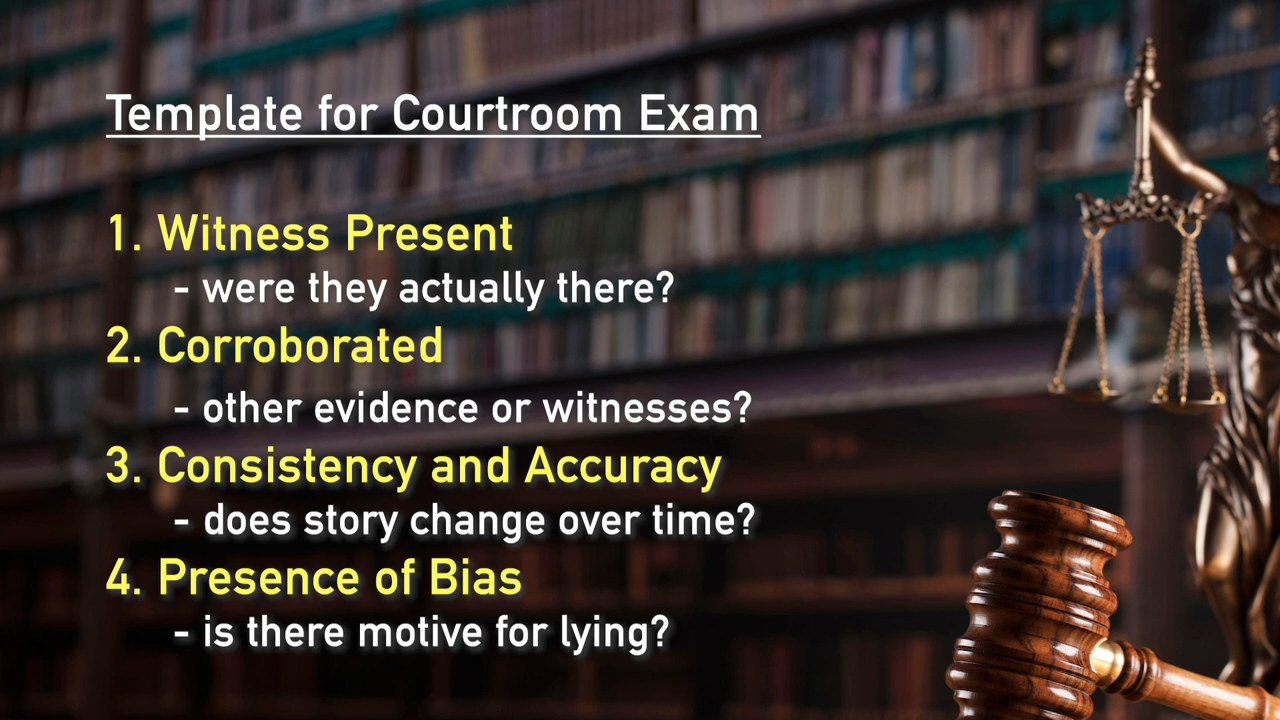 Template for Courtroom Exam
1. Witness Present
- were they actually there?
2. Corroborated
- other evidence or witnesses?
3. Consistency and Accuracy
- does story change over time?
4. Presence of Bias
- is there motive for lying?